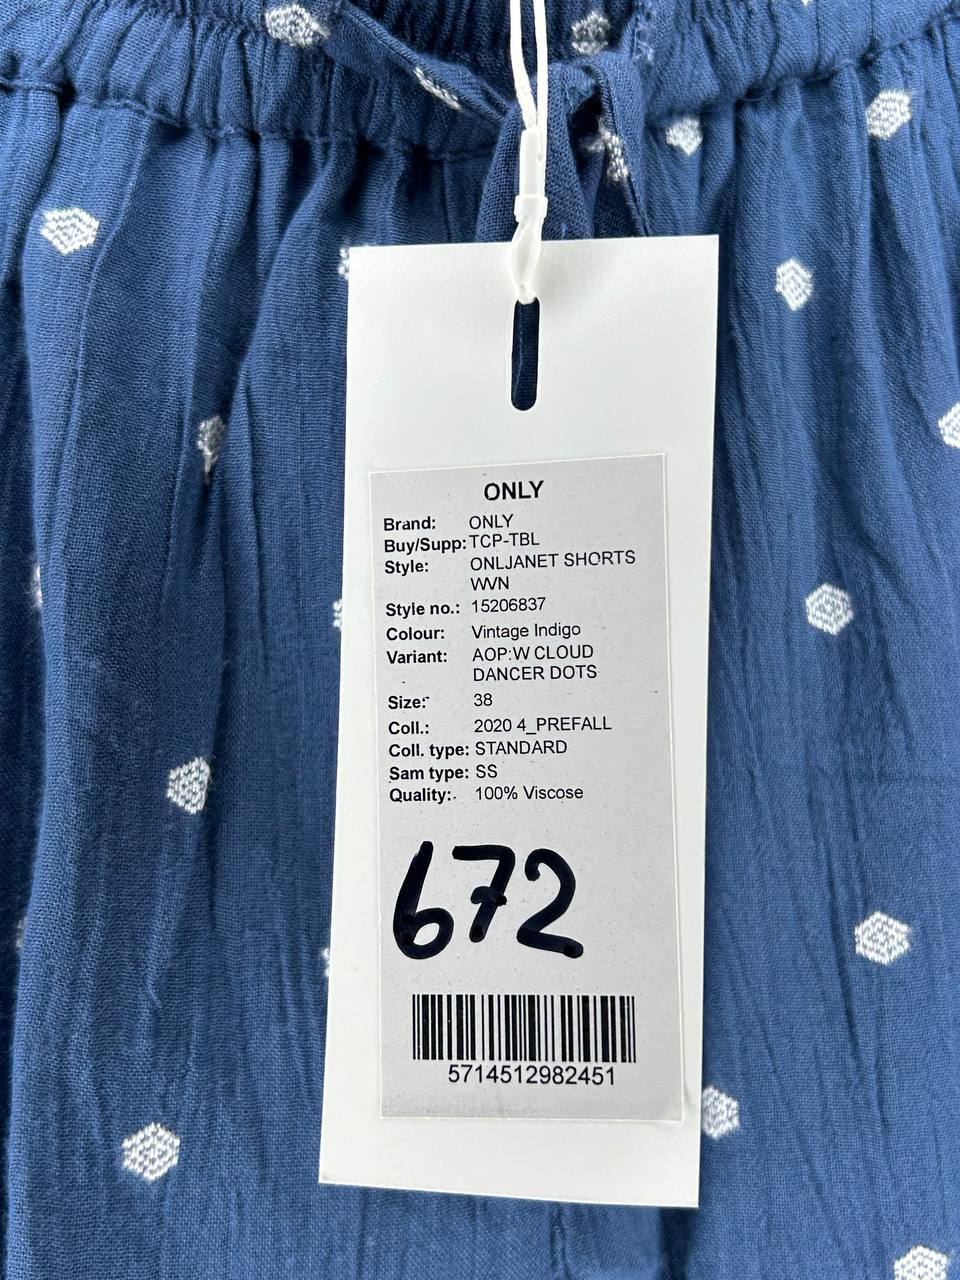 ONLY
Brand: ONLY
Buy/Supp: TCP-TBL
Style: ONLJANET SHORTS
WVN
Style no.: 15206837
Colour: Vintage Indigo
Variant: AOP:W CLOUD
DANCER DOTS
Size: 38
Coll.: 2020 4_PREFALL
Coll. type: STANDARD
Sam type: SS
Quality: 100% Viscose
672
5714512982451